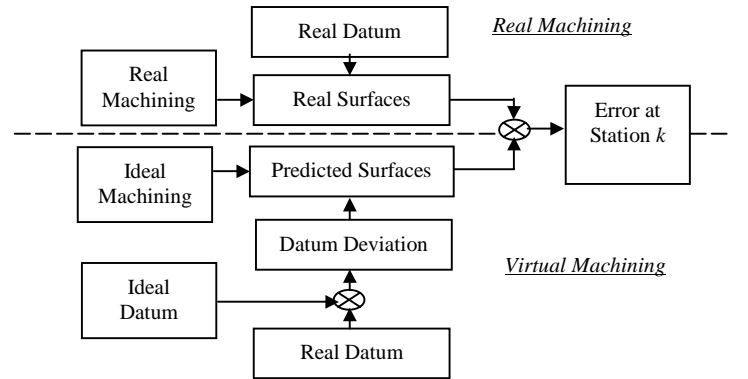 Real Datum
Real Machining
Real
Machining
Real Surfaces
Error at
Station k
Ideal
Machining
Predicted Surfaces
Datum Deviation
Virtual Machining
Ideal
Datum
Real Datum